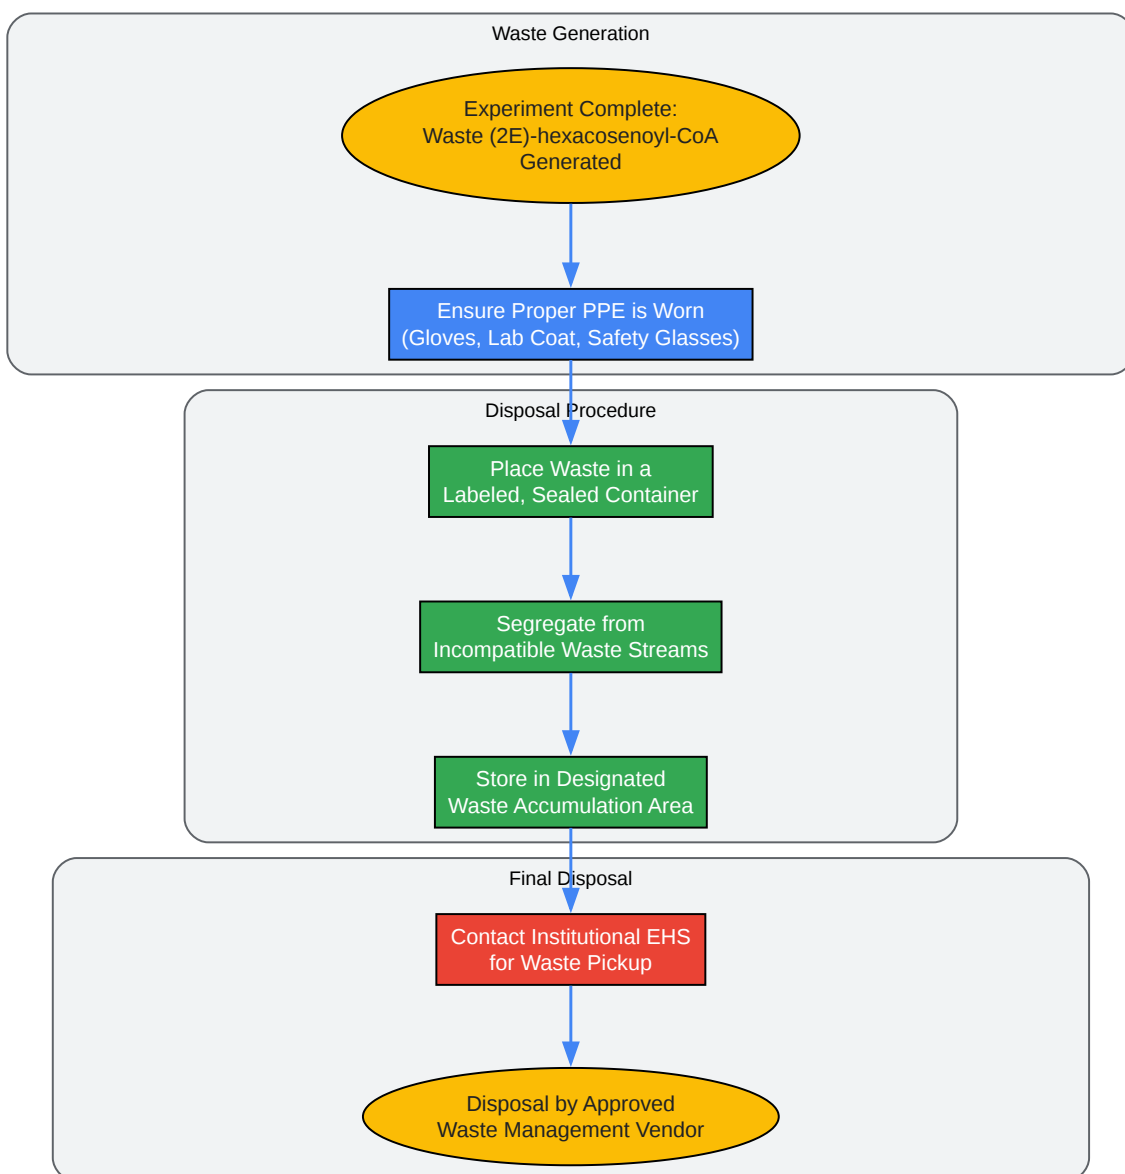 Waste Generation
Experiment Complete:
Waste (2E)-hexacosenoyl-CoA
Generated
Ensure Proper PPE is Worn
(Gloves, Lab Coat, Safety Glasses)
Disposal Procedure
Place Waste in a
Labeled, Sealed Container
Segregate from
Incompatible Waste Streams
Store in Designated
Waste Accumulation Area
Final Disposal
Contact Institutional EHS
for Waste Pickup
Disposal by Approved
Waste Management Vendor